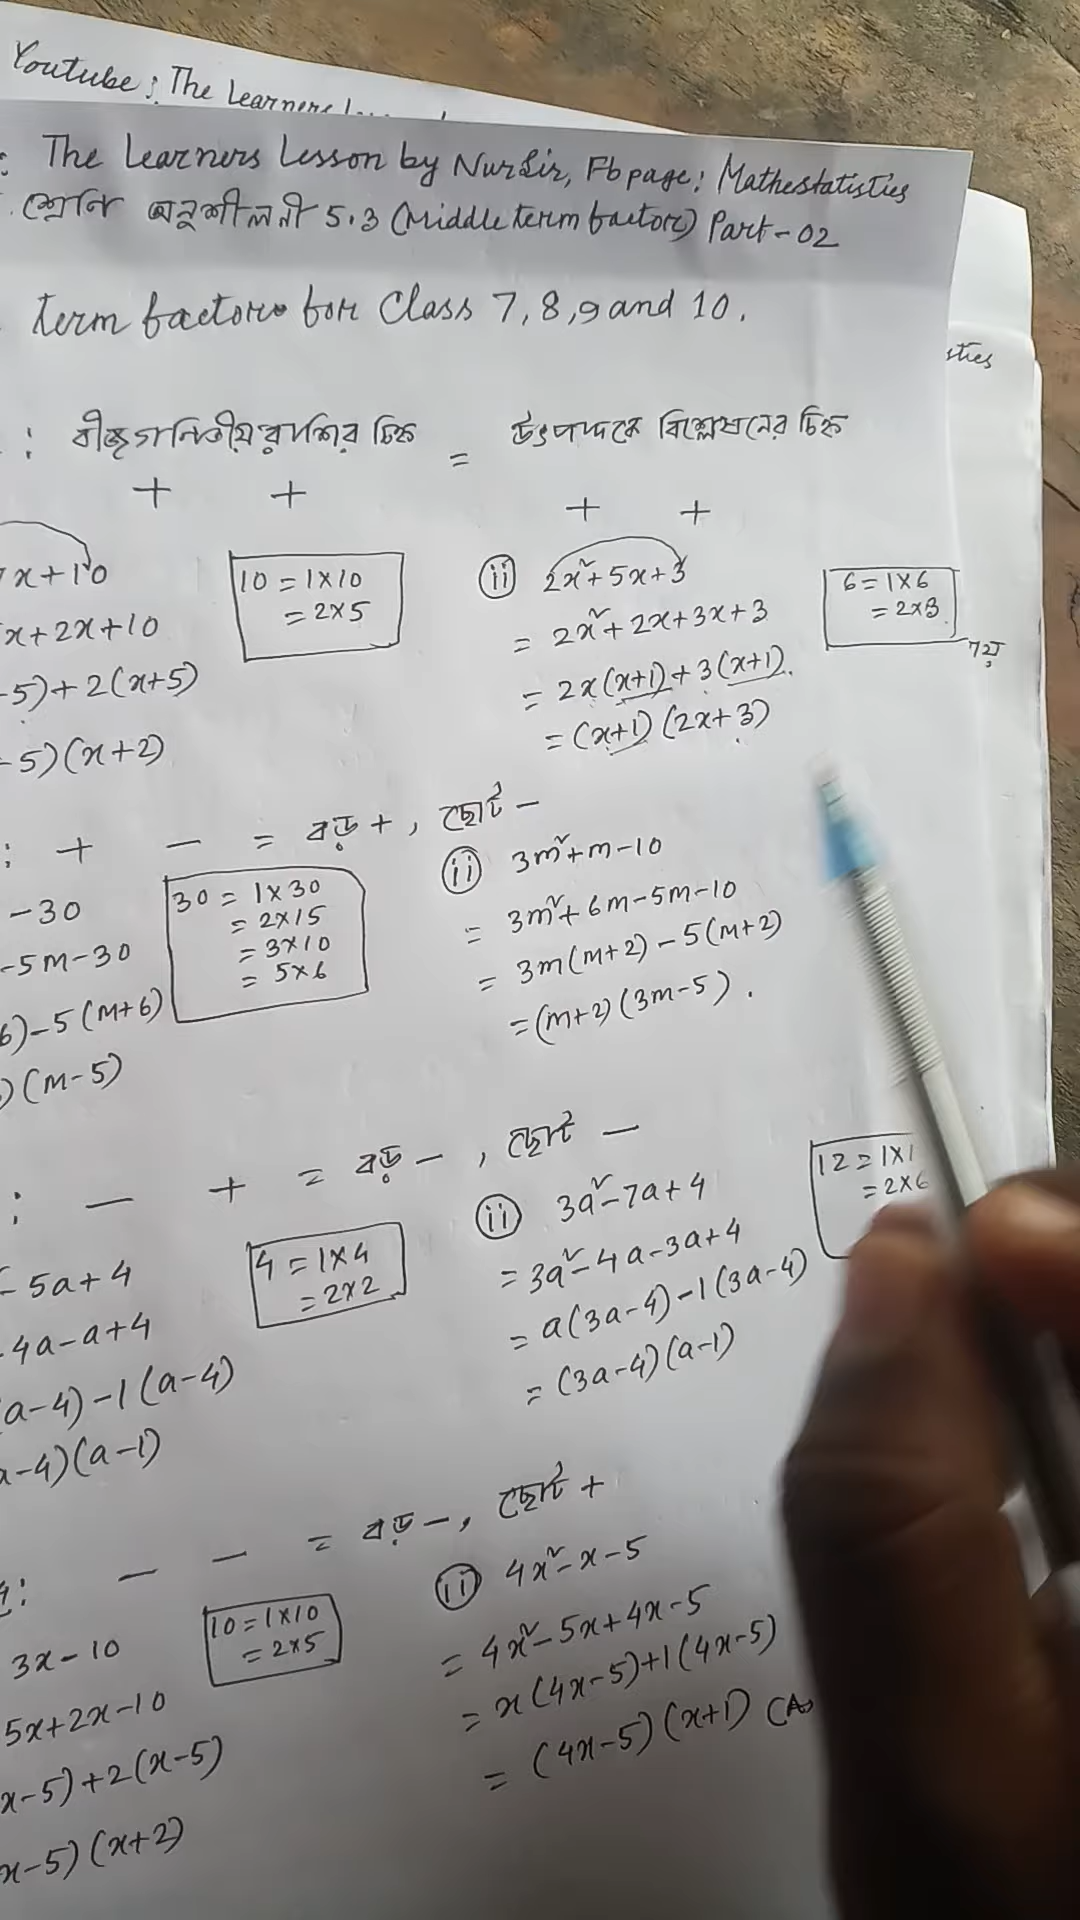 Youtube: The Learners
: The Learners Lesson by Nur Sir, Fb page: Mathestatistics
শ্রেণি অনুশীলনী 5.3 (Middle term factor) Part-02
term factor for Class 7, 8, 9 and 10.
stics
: বীজগানিতীয় রাশির চিহ্ন = উৎপাদকে বিশ্লেষনের চিহ্ন
+ + + +
x+10
x+2x+10
-5)+2(x+5)
-5)(x+2)
10 = 1×10
= 2×5
(ii) 2x²+5x+3
= 2x²+2x+3x+3
= 2x(x+1)+3(x+1)
= (x+1)(2x+3)
6 = 1×6
= 2×3
: + - = বড় +, ছোট -
-30
-5m-30
6)-5(m+6)
)(m-5)
30 = 1×30
= 2×15
= 3×10
= 5×6
(ii) 3m²+m-10
= 3m²+6m-5m-10
= 3m(m+2)-5(m+2)
= (m+2)(3m-5).
: - + = বড় -, ছোট -
-5a+4
-4a-a+4
(a-4)-1(a-4)
a-4)(a-1)
4 = 1×4
= 2×2
(ii) 3a²-7a+4
= 3a²-4a-3a+4
= a(3a-4)-1(3a-4)
= (3a-4)(a-1)
12 = 1×1
= 2×6
: - - = বড় -, ছোট +
3x-10
5x+2x-10
x-5)+2(x-5)
x-5)(x+2)
10 = 1×10
= 2×5
(ii) 4x²-x-5
= 4x²-5x+4x-5
= x(4x-5)+1(4x-5)
= (4x-5)(x+1) (A